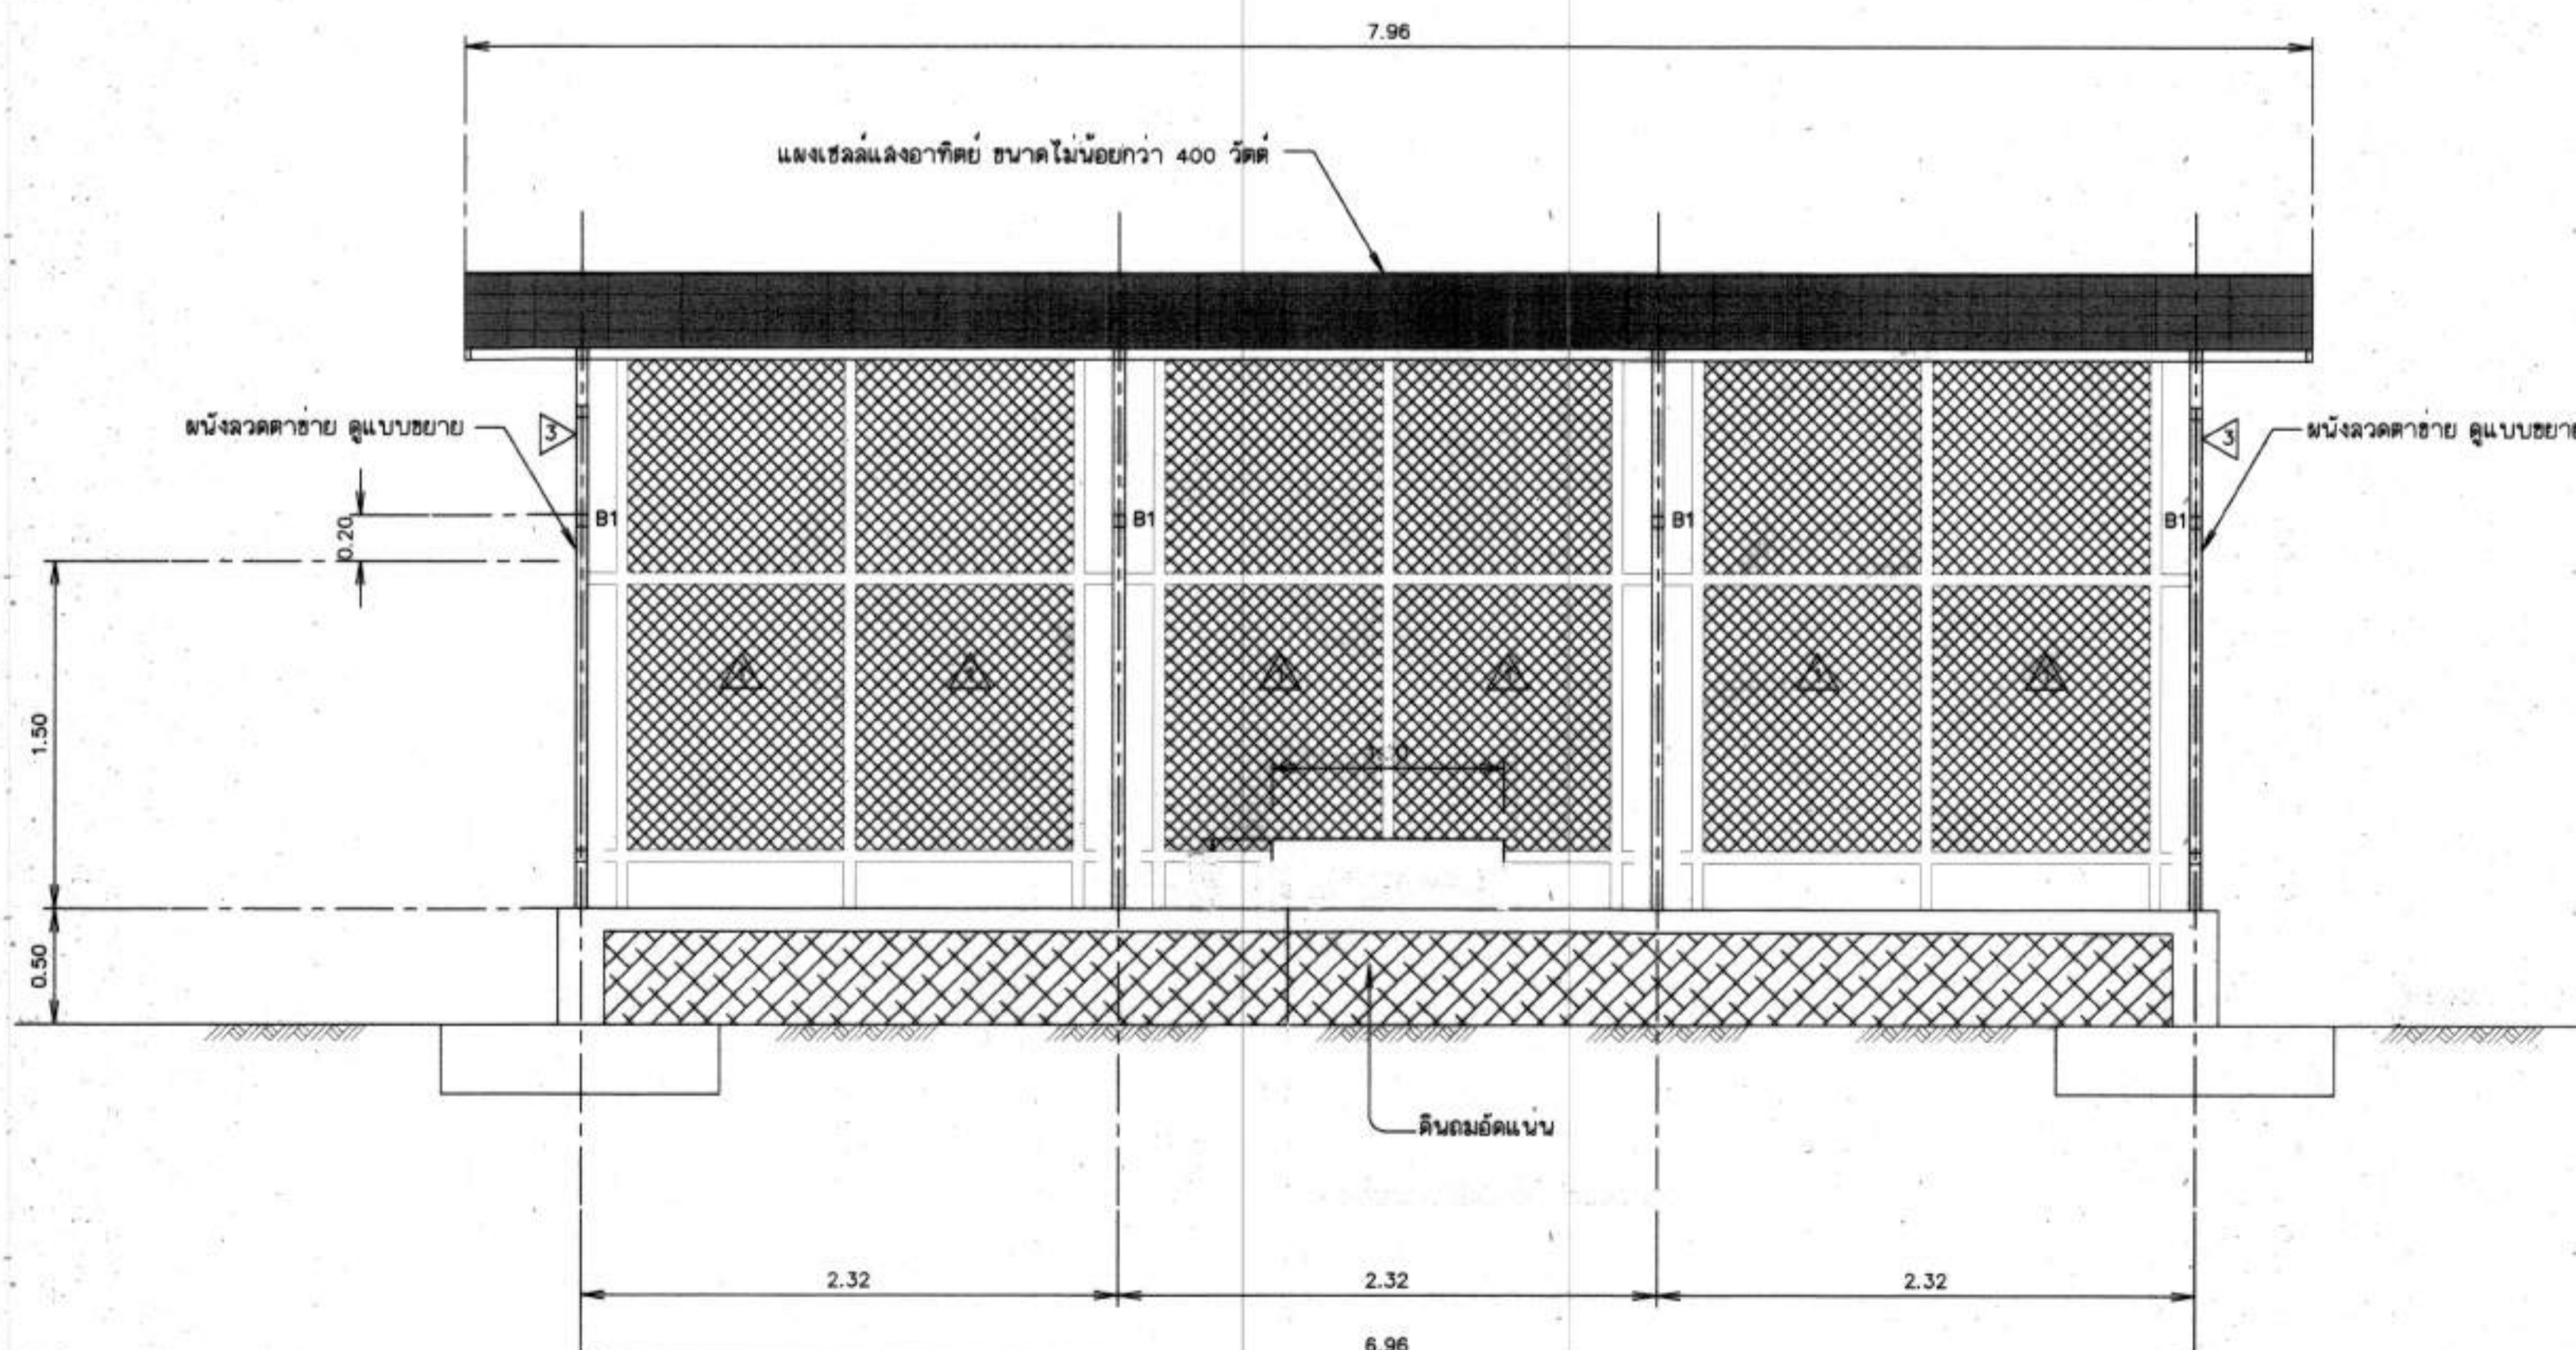 7.96
แผงเซลล์แสงอาทิตย์ ขนาดไม่น้อยกว่า 400 วัตต์
ผนังลวดตาข่าย ดูแบบขยาย
3
3
ผนังลวดตาข่าย ดูแบบขยาย
B1
B1
B1
B1
0.20
1.50
0.50
ดินถมอัดแน่น
2.32
2.32
2.32
6.96